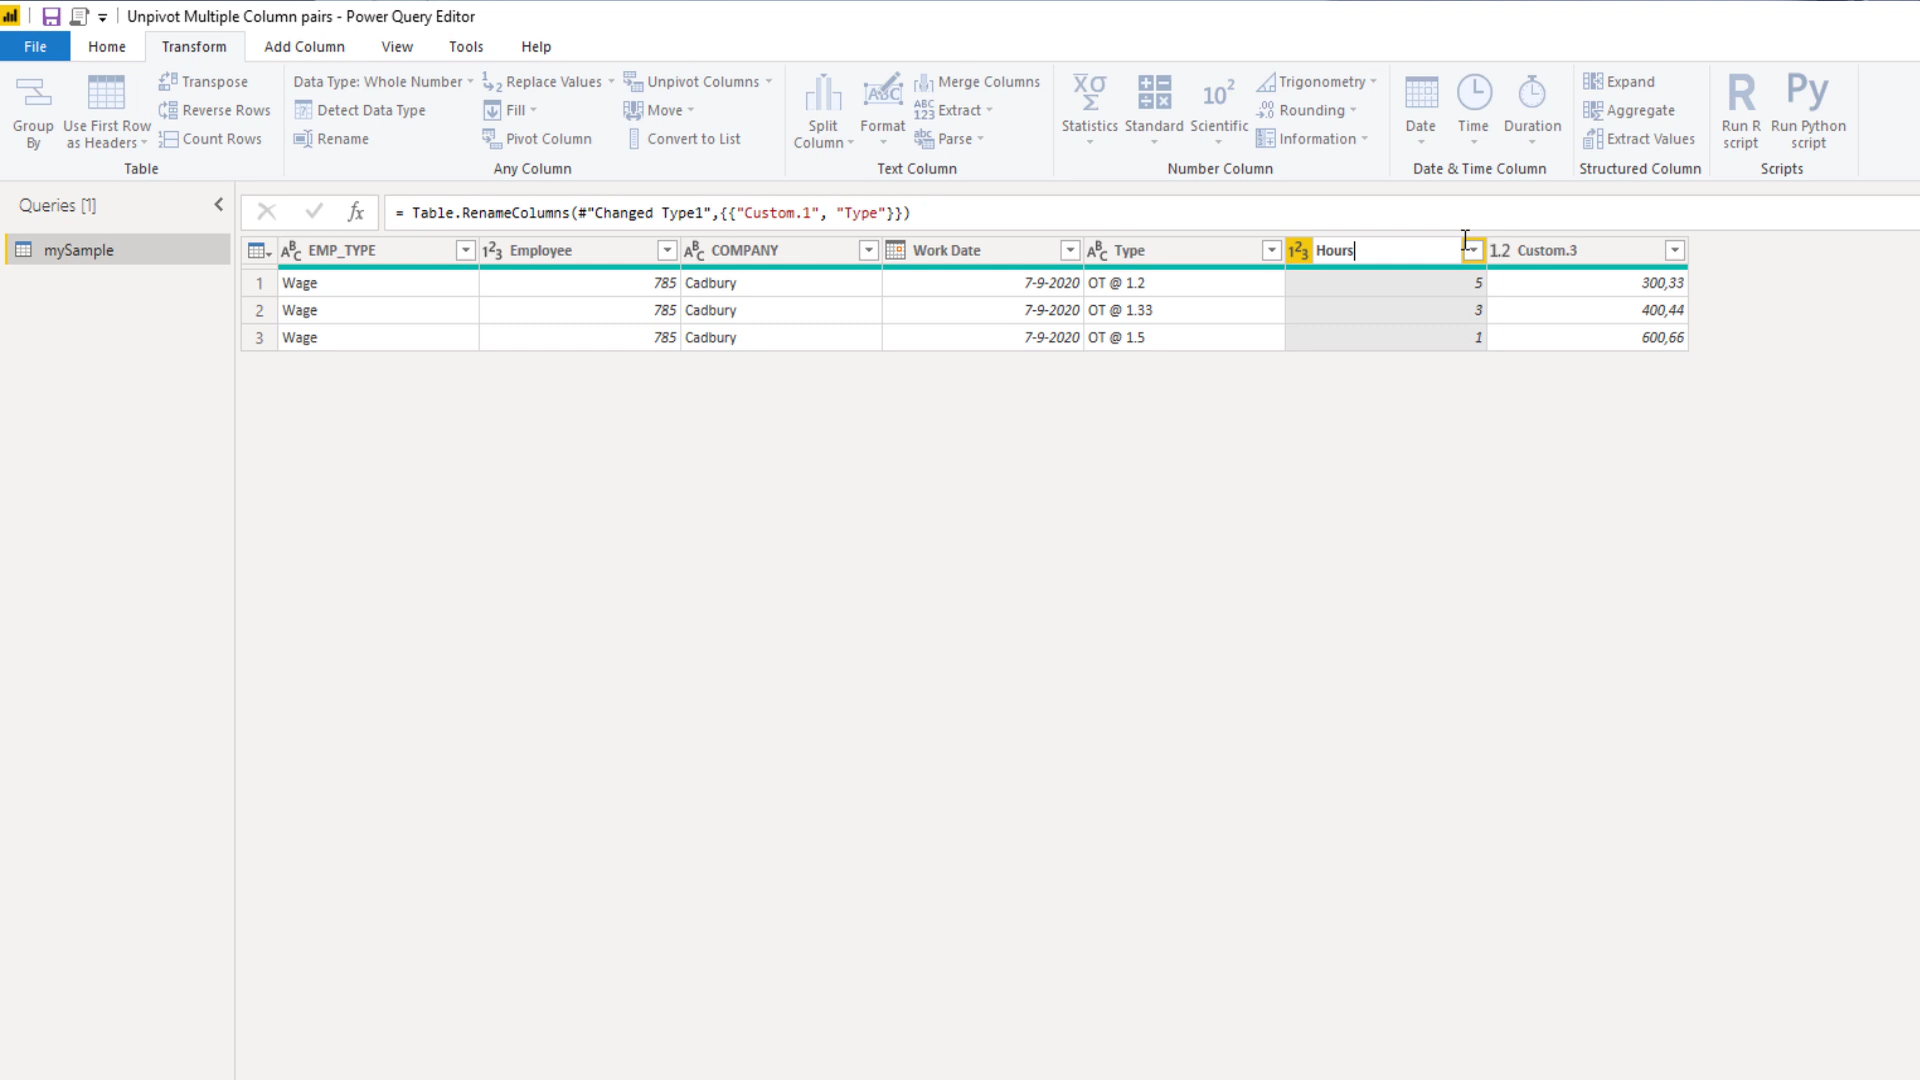 Unpivot Multiple Column pairs - Power Query Editor
File Home Transform Add Column View Tools Help
Group By
Use First Row as Headers
Transpose
Reverse Rows
Count Rows
Table
Data Type: Whole Number
Detect Data Type
Rename
Replace Values
Fill
Pivot Column
Unpivot Columns
Move
Convert to List
Any Column
Split Column
Format
Merge Columns
Extract
Parse
Text Column
Statistics
Standard
Scientific
Trigonometry
Rounding
Information
Number Column
Date
Time
Duration
Date & Time Column
Expand
Aggregate
Extract Values
Structured Column
Run R script
Run Python script
Scripts
Queries [1]
mySample
= Table.RenameColumns(#"Changed Type1",{{"Custom.1", "Type"}})
EMP_TYPE Employee COMPANY Work Date Type Hours Custom.3
1 Wage 785 Cadbury 7-9-2020 OT @ 1.2 5 300,33
2 Wage 785 Cadbury 7-9-2020 OT @ 1.33 3 400,44
3 Wage 785 Cadbury 7-9-2020 OT @ 1.5 1 600,66